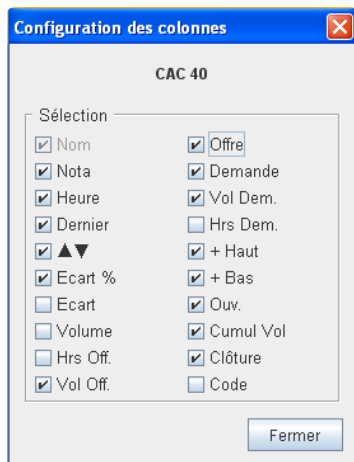 Configuration des colonnes
CAC 40
Sélection
Nom
Nota
Heure
Dernier
▲▼
Ecart %
Ecart
Volume
Hrs Off.
Vol Off.
Offre
Demande
Vol Dem.
Hrs Dem.
+ Haut
+ Bas
Ouv.
Cumul Vol
Clôture
Code
Fermer